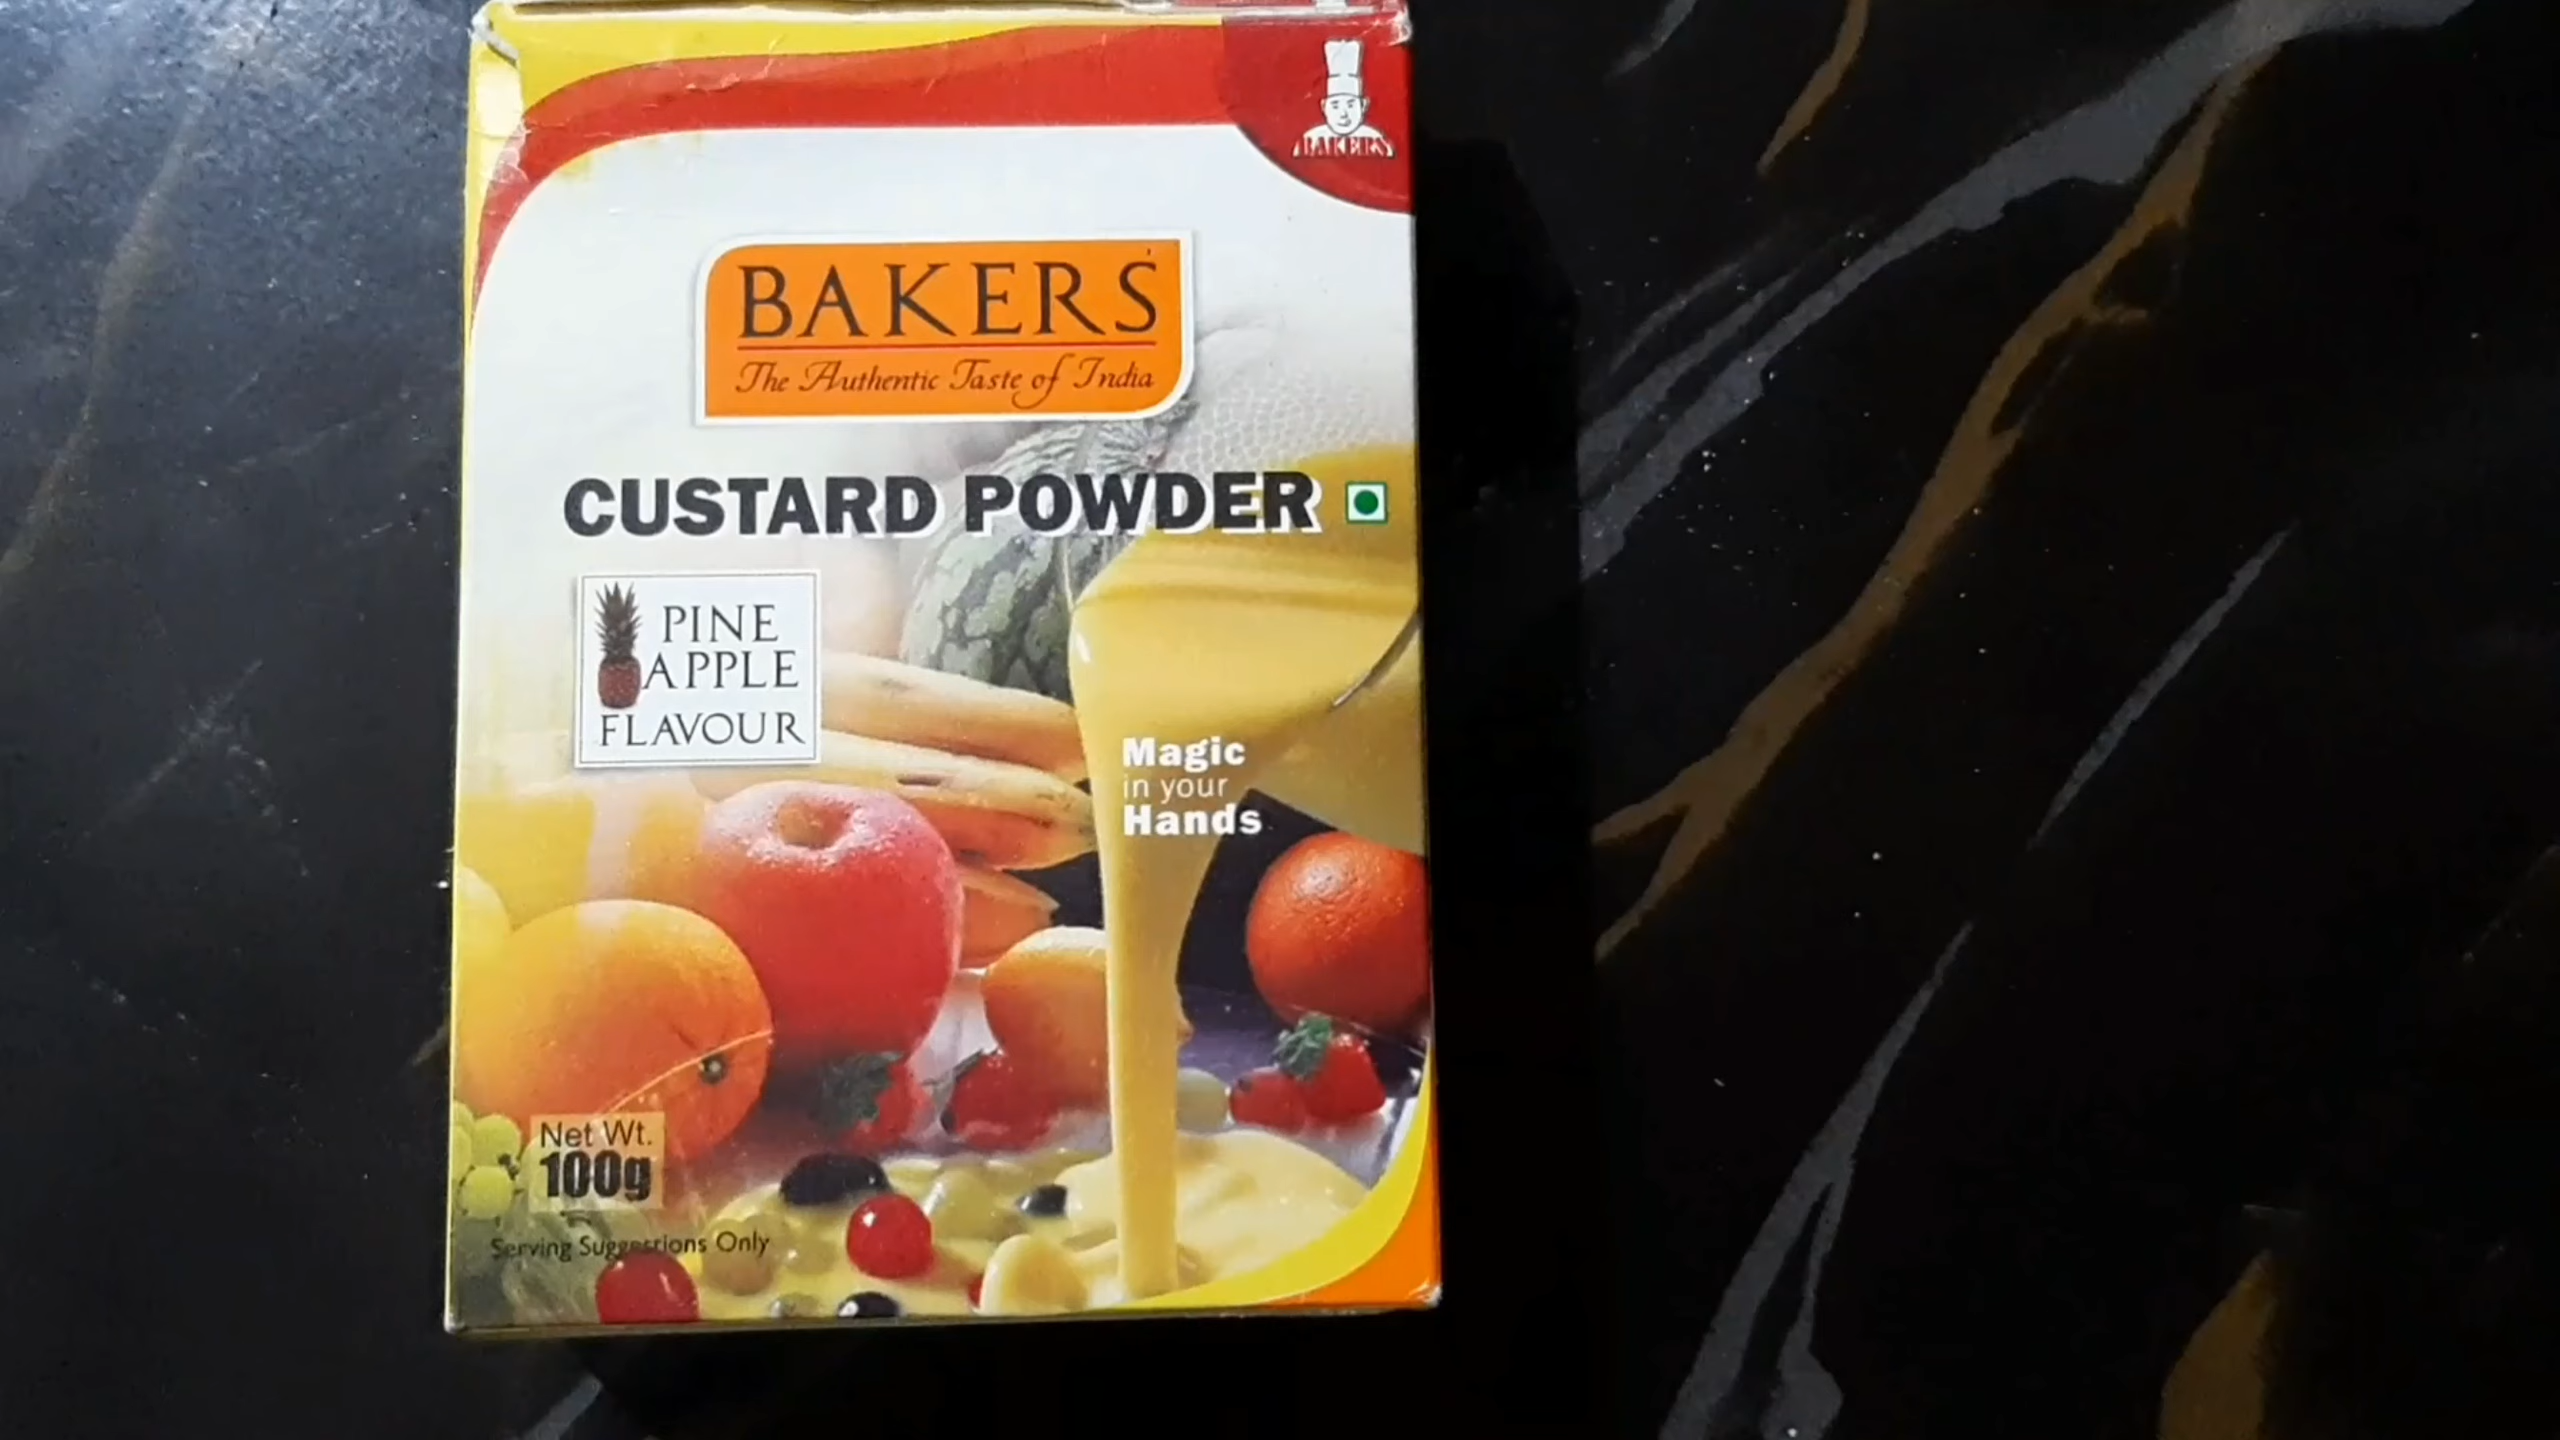 BAKERS
BAKERS'
The Authentic Taste of India
CUSTARD POWDER
PINE
APPLE
FLAVOUR
Magic
in your
Hands
Net Wt.
100g
Serving Suggestions Only